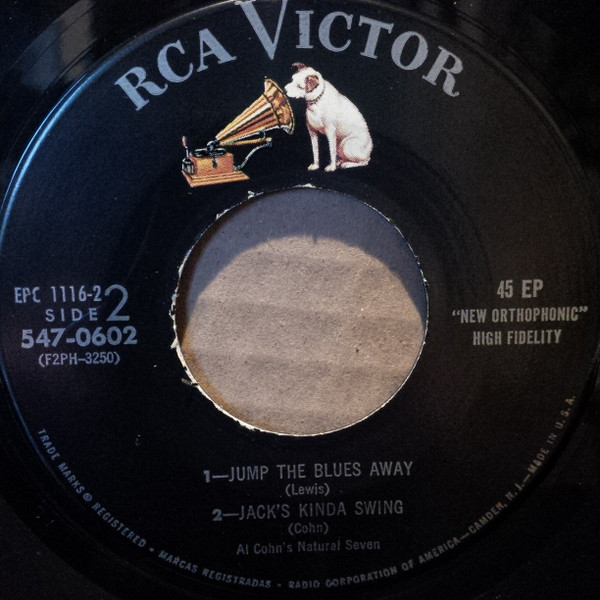 RCA VICTOR
EPC 1116-2
SIDE 2
547-0602
(F2PH-3250)
45 EP
"NEW ORTHOPHONIC"
HIGH FIDELITY
1—JUMP THE BLUES AWAY
(Lewis)
2—JACK'S KINDA SWING
(Cohn)
Al Cohn's Natural Seven
TRADE MARKS ® REGISTERED • MARCAS REGISTRADAS • RADIO CORPORATION OF AMERICA—CAMDEN, N.J.—MADE IN U.S.A.